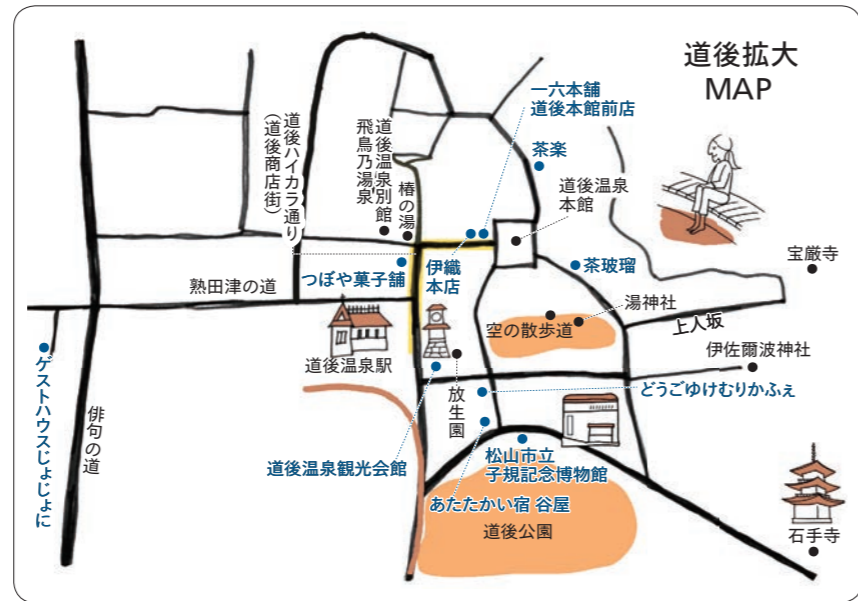 道後拡大
MAP
一六本舗
道後本館前店
茶楽
道後温泉
本館
道後ハイカラ通り
(道後商店街)
道後温泉別館
飛鳥乃湯泉
椿の湯
つぼや菓子舗
伊織
本店
茶玻瑠
宝厳寺
熟田津の道
湯神社
空の散歩道
上人坂
道後温泉駅
伊佐爾波神社
放生園
どうごゆけむりかふぇ
ゲストハウスじょじょに
俳句の道
道後温泉観光会館
松山市立
子規記念博物館
あたたかい宿 谷屋
道後公園
石手寺